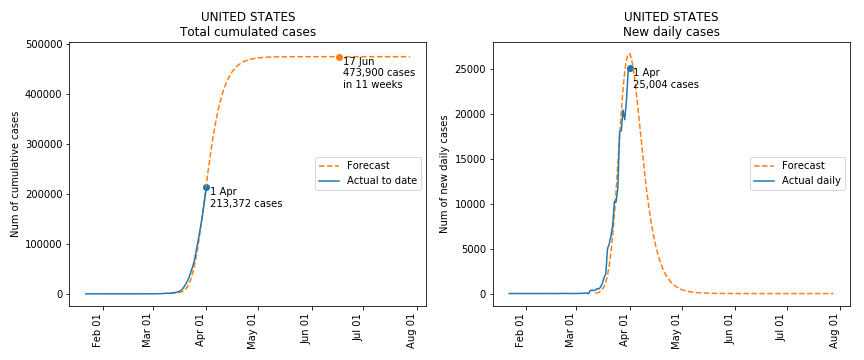 UNITED STATES
Total cumulated cases
Num of cumulative cases
500000
400000
300000
200000
100000
0
17 Jun
473,900 cases
in 11 weeks
1 Apr
213,372 cases
Forecast
Actual to date
Feb 01
Mar 01
Apr 01
May 01
Jun 01
Jul 01
Aug 01
UNITED STATES
New daily cases
Num of new daily cases
25000
20000
15000
10000
5000
0
1 Apr
25,004 cases
Forecast
Actual daily
Feb 01
Mar 01
Apr 01
May 01
Jun 01
Jul 01
Aug 01